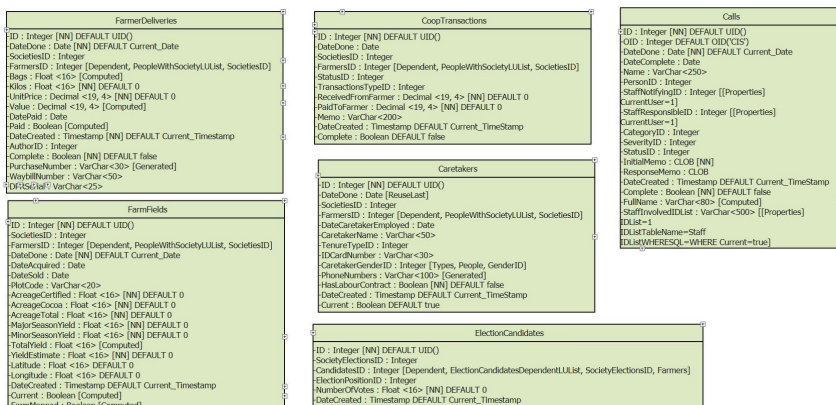 FarmerDeliveries
-ID : Integer [NN] DEFAULT UID()
-DateDone : Date [NN] DEFAULT Current_Date
-SocietiesID : Integer
-FarmersID : Integer [Dependent, PeopleWithSocietyLUList, SocietiesID]
-Bags : Float <16> [Computed]
-Kilos : Float <16> [NN] DEFAULT 0
-UnitPrice : Decimal <19, 4> [NN] DEFAULT 0
-Value : Decimal <19, 4> [Computed]
-DatePaid : Date
-Paid : Boolean [Computed]
-DateCreated : Timestamp [NN] DEFAULT Current_Timestamp
-AuthorID : Integer
-Complete : Boolean [NN] DEFAULT false
-PurchaseNumber : VarChar<30> [Generated]
-WaybillNumber : VarChar<50>
VarChar<25>
FarmFields
-ID : Integer [NN] DEFAULT UID()
-SocietiesID : Integer
-FarmersID : Integer [Dependent, PeopleWithSocietyLUList, SocietiesID]
-DateDone : Date [NN] DEFAULT Current_Date
-DateAcquired : Date
-DateSold : Date
-PlotCode : VarChar<20>
-AcreageCertified : Float <16> [NN] DEFAULT 0
-AcreageCocoa : Float <16> [NN] DEFAULT 0
-AcreageTotal : Float <16> [NN] DEFAULT 0
-MajorSeasonYield : Float <16> [NN] DEFAULT 0
-MinorSeasonYield : Float <16> [NN] DEFAULT 0
-TotalYield : Float <16> [Computed]
-YieldEstimate : Float <16> [NN] DEFAULT 0
-Latitude : Float <16> DEFAULT 0
-Longitude : Float <16> DEFAULT 0
-DateCreated : Timestamp DEFAULT Current_Timestamp
-Current : Boolean [Computed]
-FarmMapped : Boolean [Computed]
CoopTransactions
-ID : Integer [NN] DEFAULT UID()
-DateDone : Date
-SocietiesID : Integer
-FarmersID : Integer [Dependent, PeopleWithSocietyLUList, SocietiesID]
-StatusID : Integer
-TransactionsTypeID : Integer
-ReceivedFromFarmer : Decimal <19, 4> [NN] DEFAULT 0
-PaidToFarmer : Decimal <19, 4> [NN] DEFAULT 0
-Memo : VarChar<200>
-DateCreated : Timestamp DEFAULT Current_TimeStamp
-Complete : Boolean DEFAULT false
Caretakers
-ID : Integer [NN] DEFAULT UID()
-DateDone : Date [ReuseLast]
-SocietiesID : Integer
-FarmersID : Integer [Dependent, PeopleWithSocietyLUList, SocietiesID]
-DateCaretakerEmployed : Date
-CaretakerName : VarChar<50>
-TenureTypeID : Integer
-IDCardNumber : VarChar<30>
-CaretakerGenderID : Integer [Types, People, GenderID]
-PhoneNumbers : VarChar<100> [Generated]
-HasLabourContract : Boolean [NN] DEFAULT false
-DateCreated : Timestamp DEFAULT Current_TimeStamp
-Current : Boolean DEFAULT true
ElectionCandidates
-ID : Integer [NN] DEFAULT UID()
-SocietyElectionsID : Integer
-CandidatesID : Integer [Dependent, ElectionCandidatesDependentLUList, SocietyElectionsID, Farmers]
-ElectionPositionID : Integer
-NumberOfVotes : Float <16> [NN] DEFAULT 0
-DateCreated : Timestamp DEFAULT Current_Timestamp
Calls
-ID : Integer [NN] DEFAULT UID()
-OID : Integer DEFAULT OID('CIS')
-DateDone : Date [NN] DEFAULT Current_Date
-DateComplete : Date
-Name : VarChar<250>
-PersonID : Integer
-StaffNotifyingID : Integer [[Properties]
CurrentUser=1]
-StaffResponsibleID : Integer [[Properties]
CurrentUser=1]
-CategoryID : Integer
-SeverityID : Integer
-StatusID : Integer
-InitialMemo : CLOB [NN]
-ResponseMemo : CLOB
-DateCreated : Timestamp DEFAULT Current_TimeStamp
-Complete : Boolean [NN] DEFAULT false
-FullName : VarChar<80> [Computed]
-StaffInvolvedIDList : VarChar<500> [[Properties]
IDList=1
IDListTableName=Staff
IDListWHERESQL=WHERE Current=true]